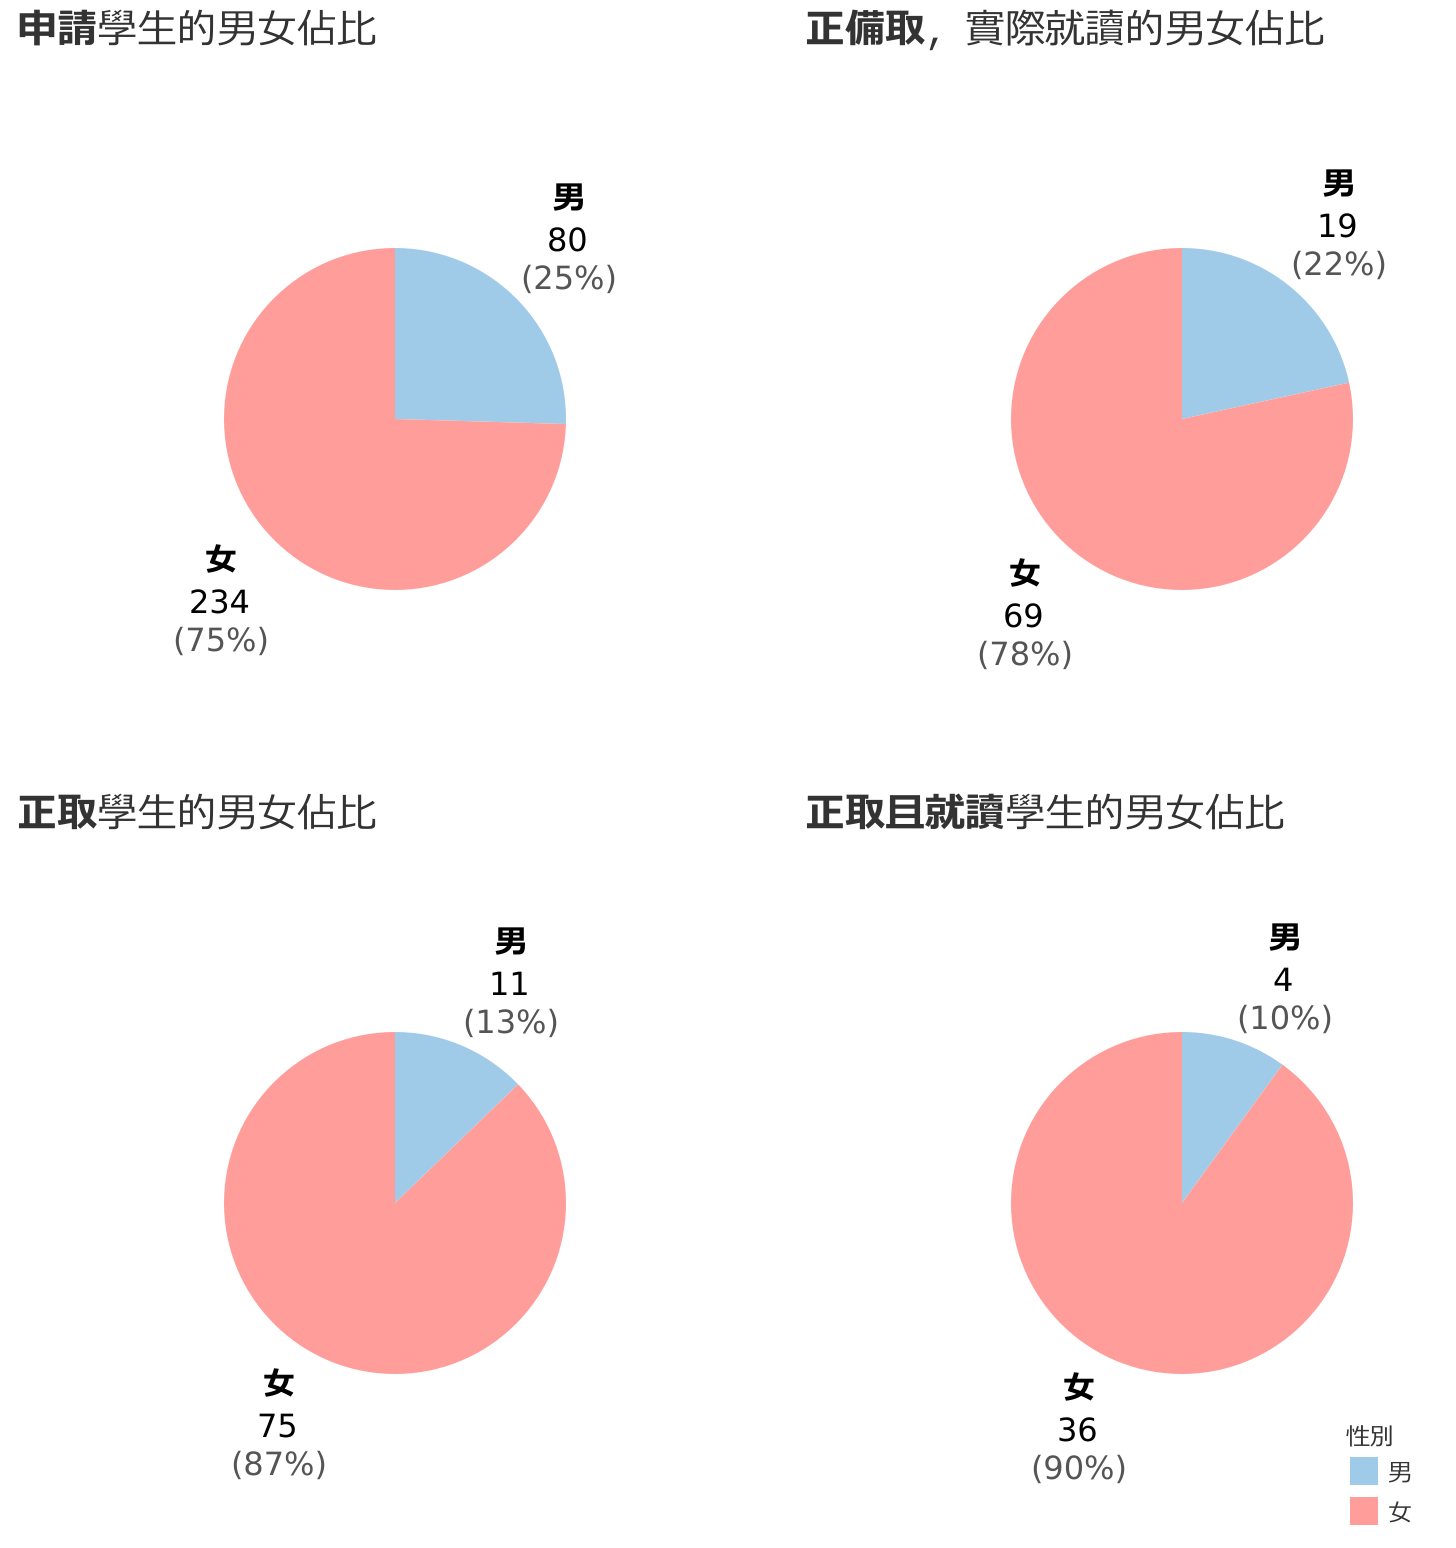 申請學生的男女佔比
男
80
(25%)
女
234
(75%)
正備取，實際就讀的男女佔比
男
19
(22%)
女
69
(78%)
正取學生的男女佔比
男
11
(13%)
女
75
(87%)
正取且就讀學生的男女佔比
男
4
(10%)
女
36
(90%)
性別
男
女